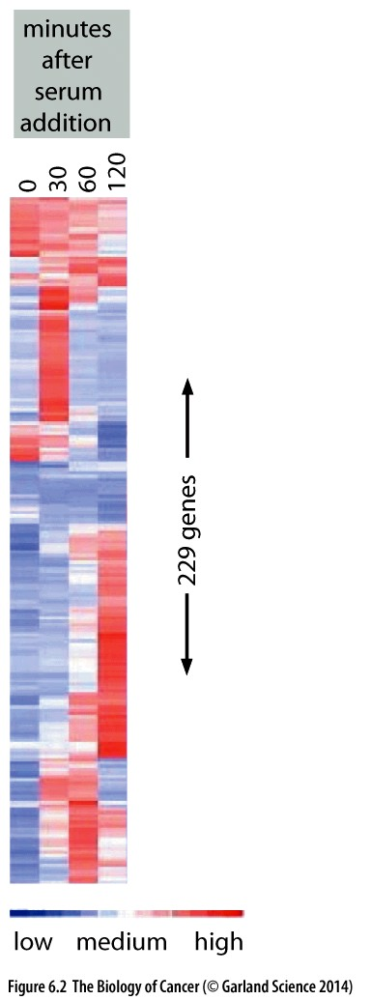 minutes
after
serum
addition
0 30 60 120
229 genes
low medium high
Figure 6.2 The Biology of Cancer (© Garland Science 2014)